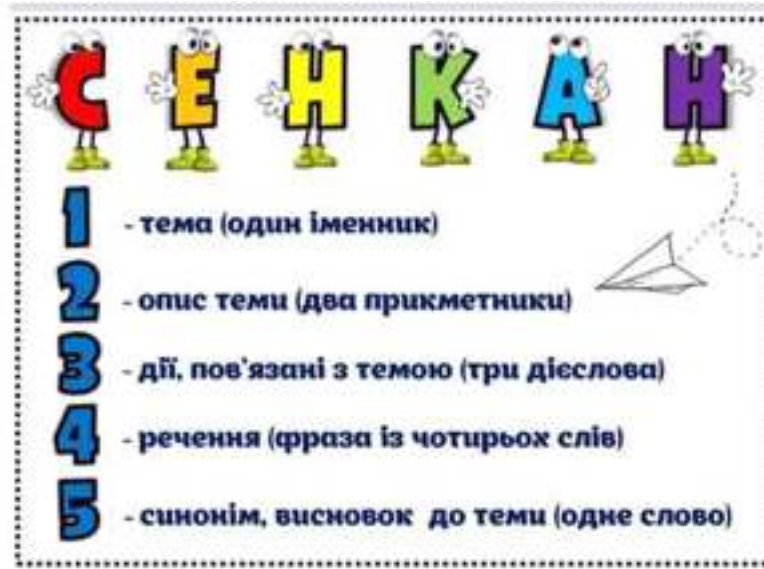 СЕНКАН
1 - тема (один іменник)
2 - опис теми (два прикметники)
3 - дії, пов'язані з темою (три дієслова)
4 - речення (фраза із чотирьох слів)
5 - синонім, висновок до теми (одне слово)